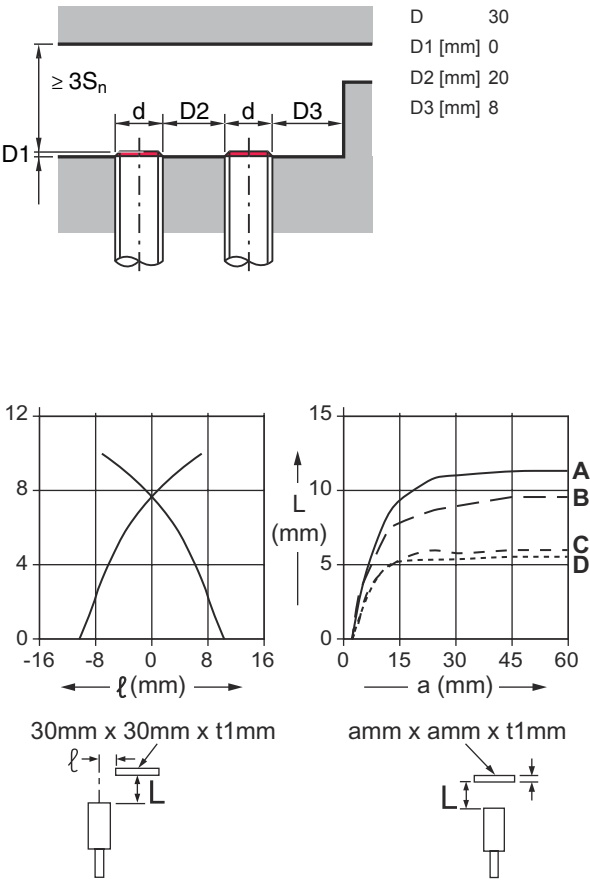 D 30
D1 [mm] 0
D2 [mm] 20
D3 [mm] 8
≥ 3Sn
d D2 d D3
D1
12
8
4
0
-16 -8 0 8 16
ℓ (mm)
L
(mm)
15
10
5
0
0 15 30 45 60
a (mm)
A
B
C
D
30mm x 30mm x t1mm
ℓ
L
amm x amm x t1mm
L